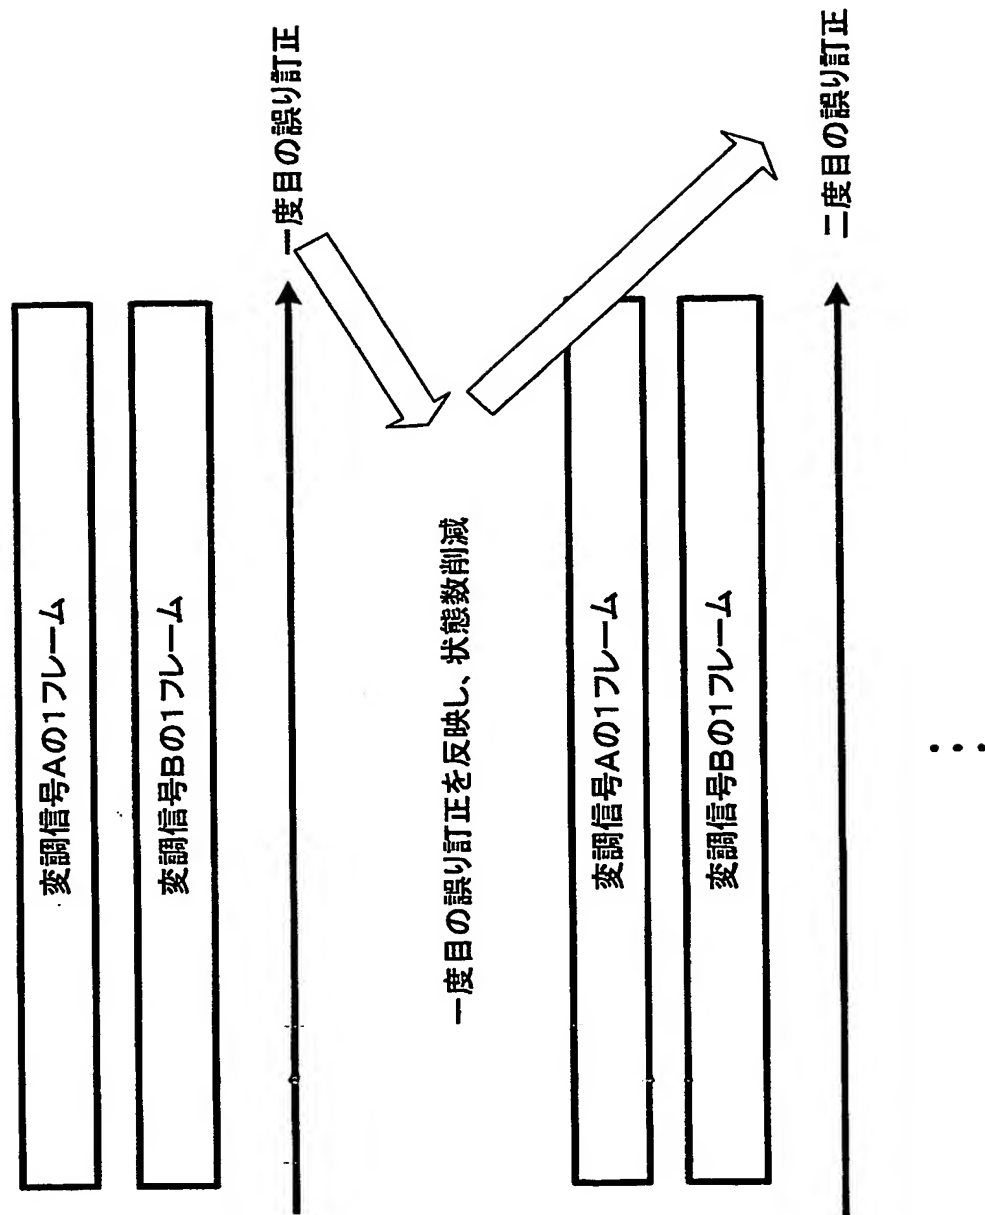 変調信号Aの1フレーム
変調信号Bの1フレーム
一度目の誤り訂正
一度目の誤り訂正を反映し、状態数削減
変調信号Aの1フレーム
変調信号Bの1フレーム
二度目の誤り訂正